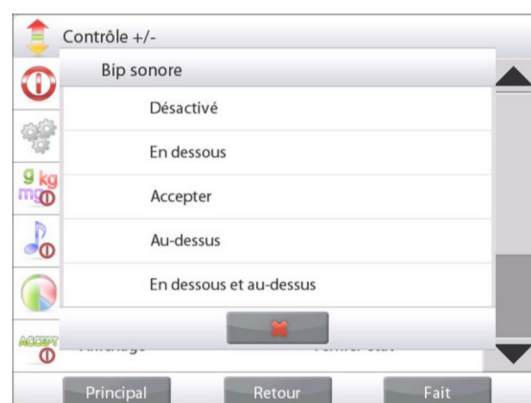 Contrôle +/-
Bip sonore
Désactivé
En dessous
g kg
mg
Accepter
Au-dessus
En dessous et au-dessus
ACCEPT
Principal
Retour
Fait